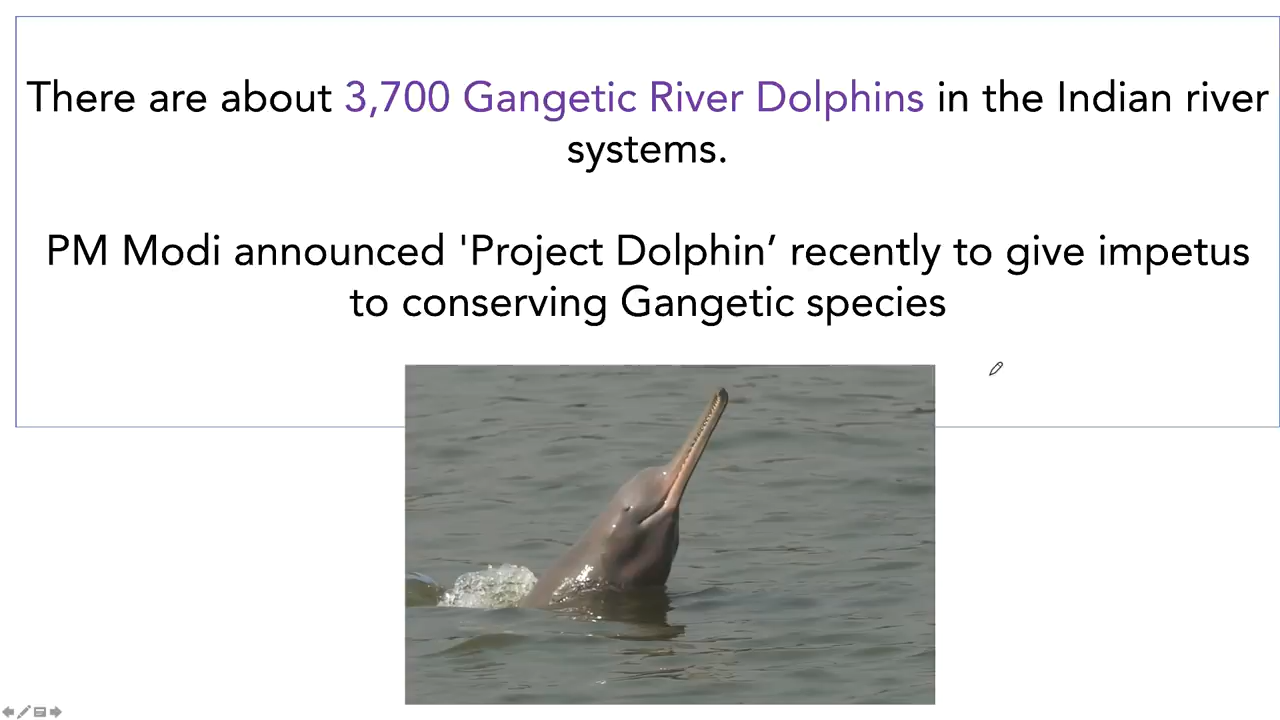 There are about 3,700 Gangetic River Dolphins in the Indian river
systems.
PM Modi announced 'Project Dolphin’ recently to give impetus
to conserving Gangetic species